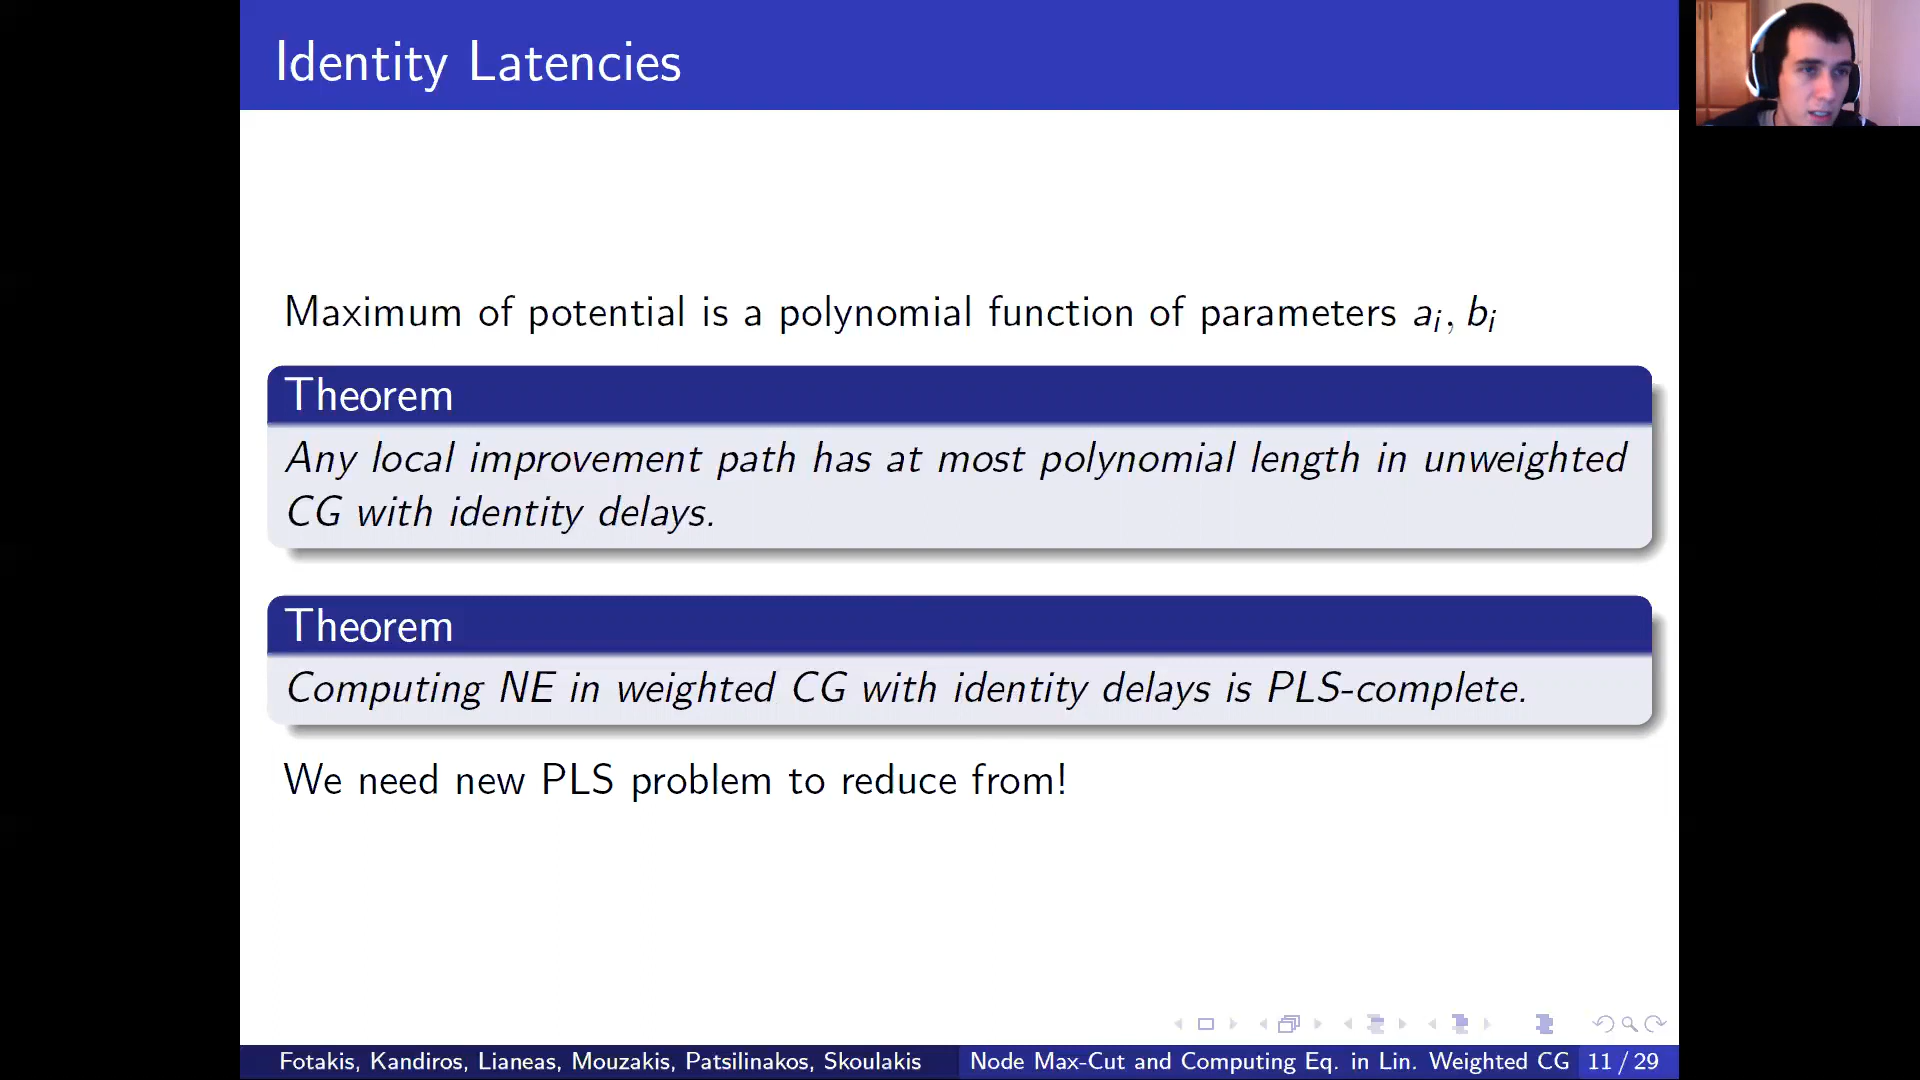 Identity Latencies
Maximum of potential is a polynomial function of parameters aᵢ, bᵢ
Theorem
Any local improvement path has at most polynomial length in unweighted
CG with identity delays.
Theorem
Computing NE in weighted CG with identity delays is PLS-complete.
We need new PLS problem to reduce from!
Fotakis, Kandiros, Lianeas, Mouzakis, Patsilinakos, Skoulakis
Node Max-Cut and Computing Eq. in Lin. Weighted CG
11 / 29